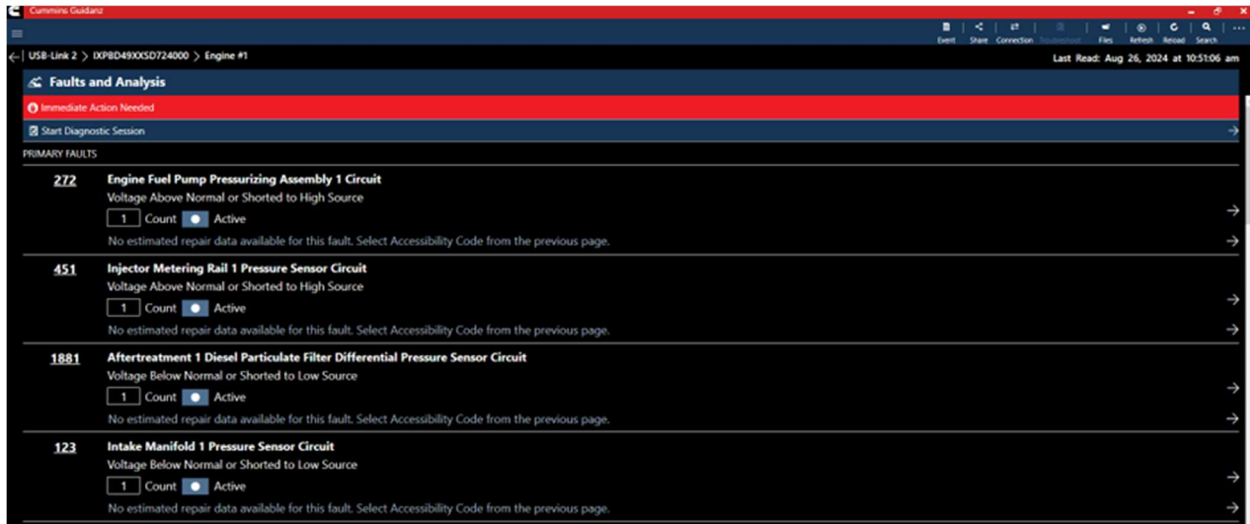 Cummins Guidanz
Event Share Connection Troubleshoot Files Refresh Reload Search
USB-Link 2 > IXPBD49XXSD724000 > Engine #1
Last Read: Aug 26, 2024 at 10:51:06 am
Faults and Analysis
Immediate Action Needed
Start Diagnostic Session
PRIMARY FAULTS
272 Engine Fuel Pump Pressurizing Assembly 1 Circuit
Voltage Above Normal or Shorted to High Source
1 Count Active
No estimated repair data available for this fault. Select Accessibility Code from the previous page.
451 Injector Metering Rail 1 Pressure Sensor Circuit
Voltage Above Normal or Shorted to High Source
1 Count Active
No estimated repair data available for this fault. Select Accessibility Code from the previous page.
1881 Aftertreatment 1 Diesel Particulate Filter Differential Pressure Sensor Circuit
Voltage Below Normal or Shorted to Low Source
1 Count Active
No estimated repair data available for this fault. Select Accessibility Code from the previous page.
123 Intake Manifold 1 Pressure Sensor Circuit
Voltage Below Normal or Shorted to Low Source
1 Count Active
No estimated repair data available for this fault. Select Accessibility Code from the previous page.